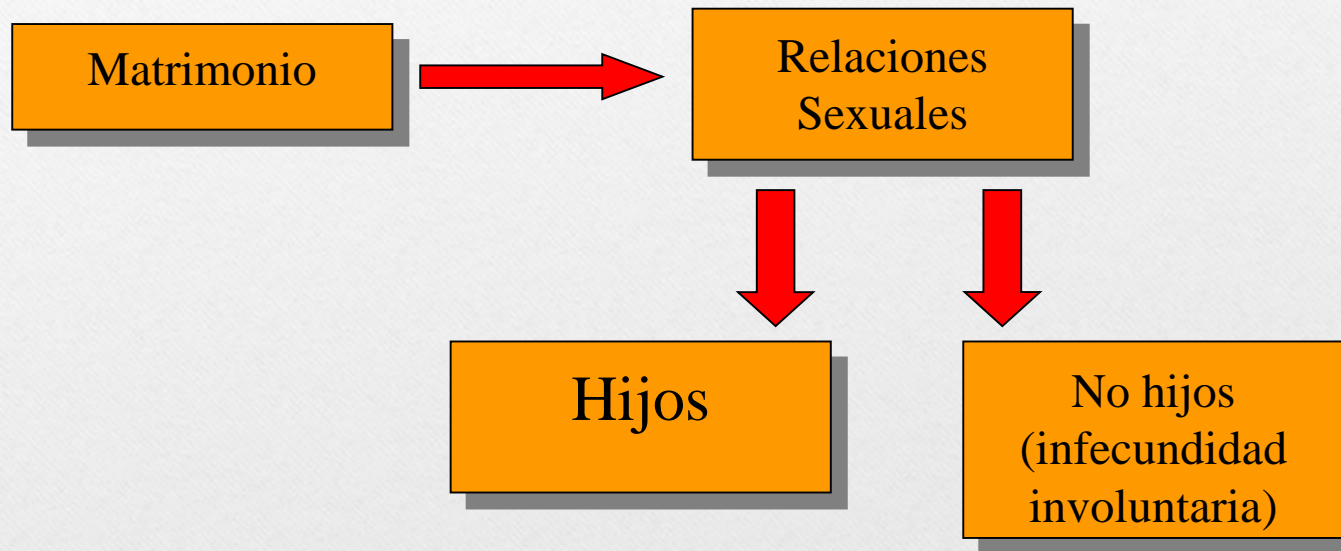 Matrimonio
Relaciones
Sexuales
Hijos
No hijos
(infecundidad
involuntaria)